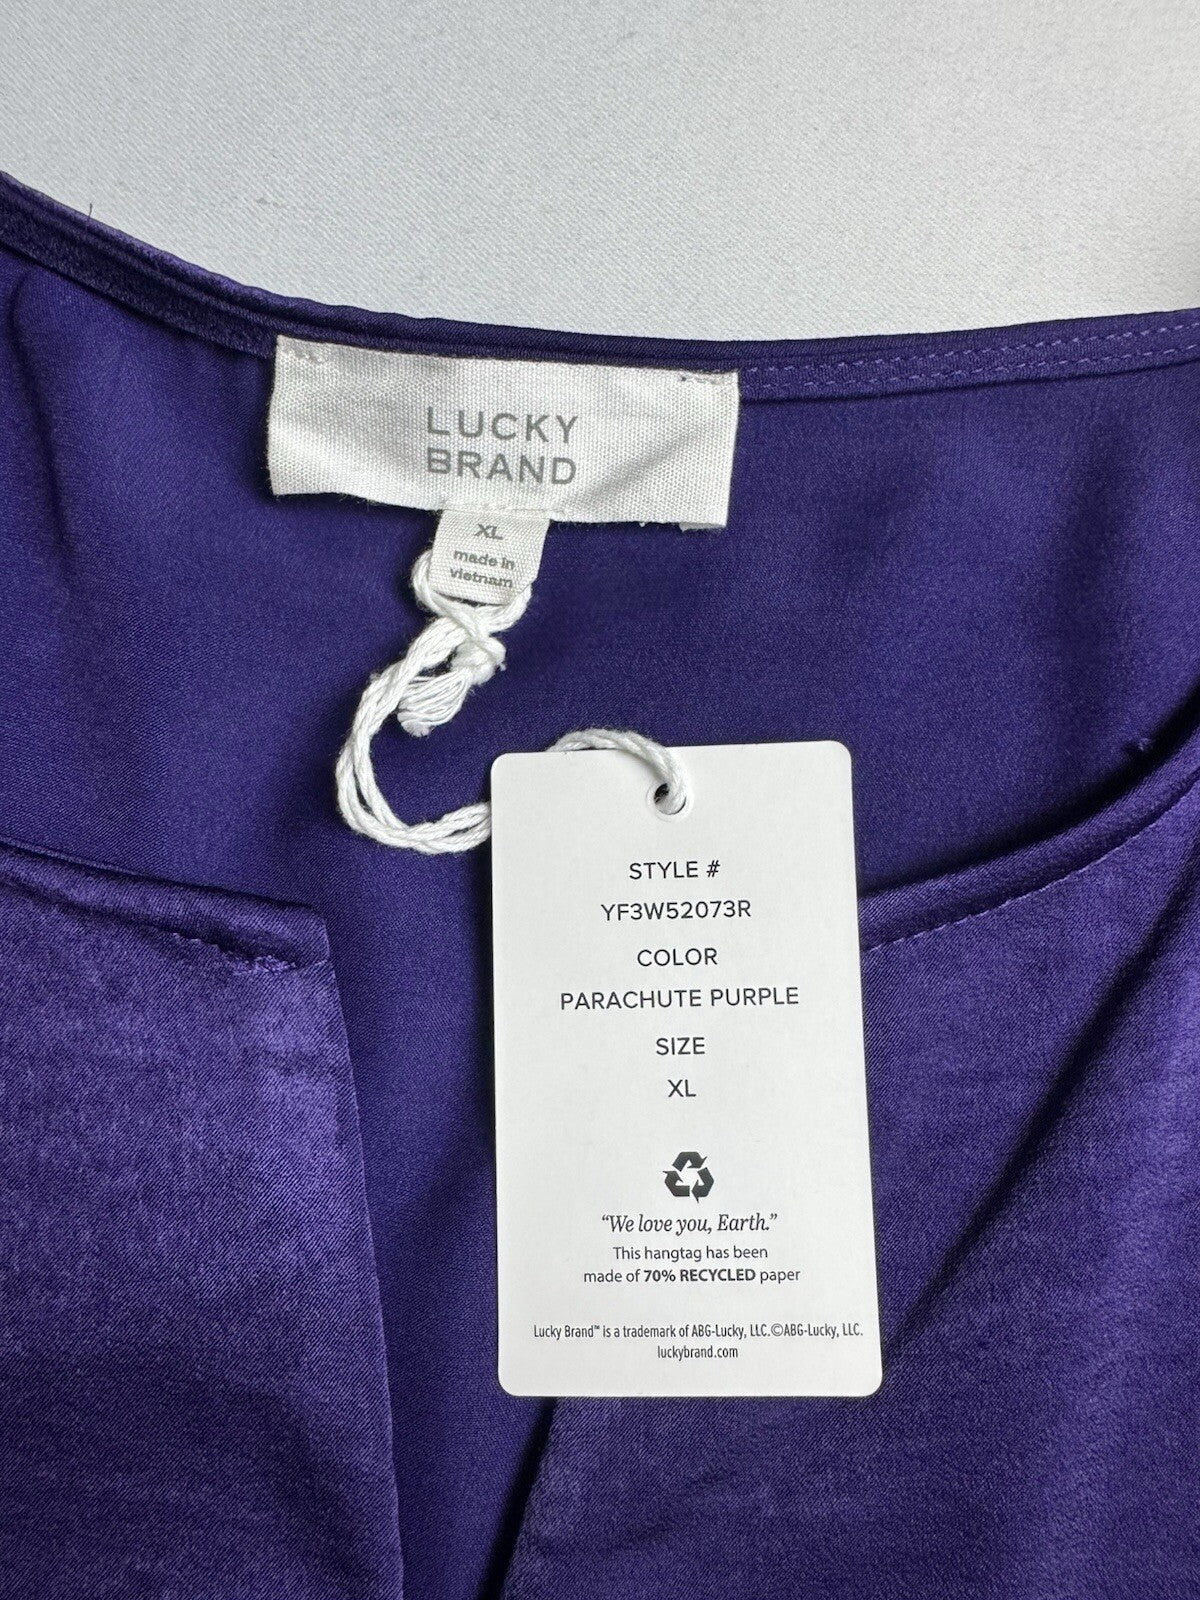 LUCKY
BRAND
XL
made in
vietnam
STYLE #
YF3W52073R
COLOR
PARACHUTE PURPLE
SIZE
XL
“We love you, Earth.”
This hangtag has been
made of 70% RECYCLED paper
Lucky Brand™ is a trademark of ABG-Lucky, LLC.©ABG-Lucky, LLC.
luckybrand.com